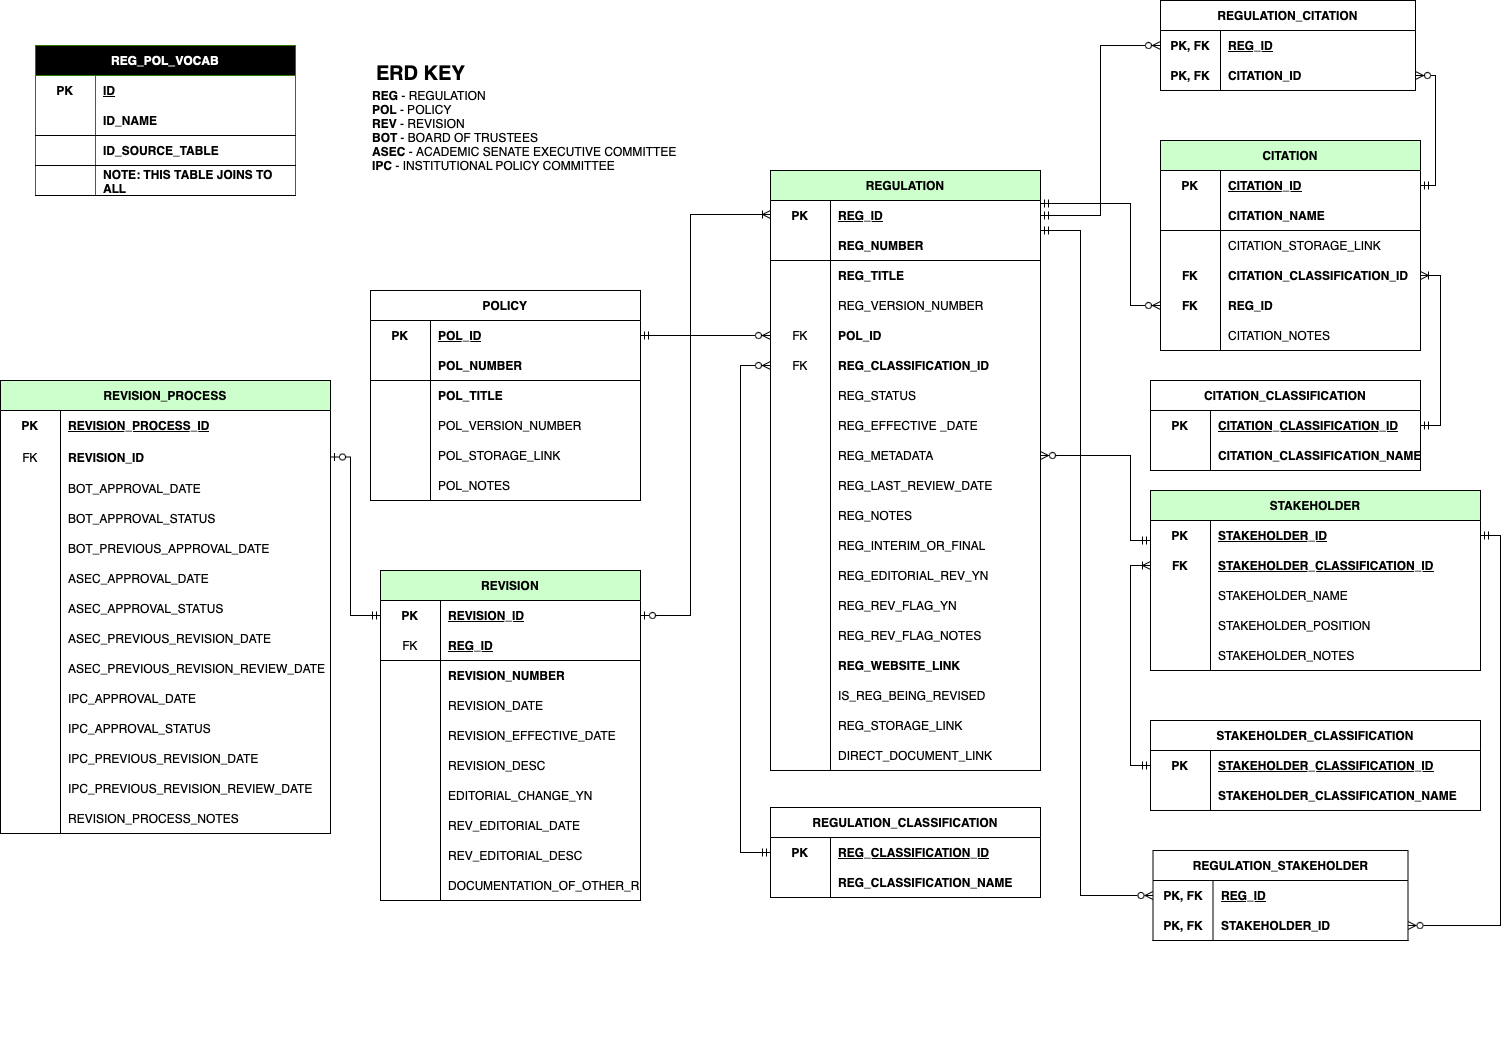 REG_POL_VOCAB
PK ID
ID_NAME
ID_SOURCE_TABLE
NOTE: THIS TABLE JOINS TO
ALL
ERD KEY
REG - REGULATION
POL - POLICY
REV - REVISION
BOT - BOARD OF TRUSTEES
ASEC - ACADEMIC SENATE EXECUTIVE COMMITTEE
IPC - INSTITUTIONAL POLICY COMMITTEE
REVISION_PROCESS
PK REVISION_PROCESS_ID
FK REVISION_ID
BOT_APPROVAL_DATE
BOT_APPROVAL_STATUS
BOT_PREVIOUS_APPROVAL_DATE
ASEC_APPROVAL_DATE
ASEC_APPROVAL_STATUS
ASEC_PREVIOUS_REVISION_DATE
ASEC_PREVIOUS_REVISION_REVIEW_DATE
IPC_APPROVAL_DATE
IPC_APPROVAL_STATUS
IPC_PREVIOUS_REVISION_DATE
IPC_PREVIOUS_REVISION_REVIEW_DATE
REVISION_PROCESS_NOTES
POLICY
PK POL_ID
POL_NUMBER
POL_TITLE
POL_VERSION_NUMBER
POL_STORAGE_LINK
POL_NOTES
REVISION
PK REVISION_ID
FK REG_ID
REVISION_NUMBER
REVISION_DATE
REVISION_EFFECTIVE_DATE
REVISION_DESC
EDITORIAL_CHANGE_YN
REV_EDITORIAL_DATE
REV_EDITORIAL_DESC
DOCUMENTATION_OF_OTHER_R
REGULATION
PK REG_ID
REG_NUMBER
REG_TITLE
REG_VERSION_NUMBER
FK POL_ID
FK REG_CLASSIFICATION_ID
REG_STATUS
REG_EFFECTIVE _DATE
REG_METADATA
REG_LAST_REVIEW_DATE
REG_NOTES
REG_INTERIM_OR_FINAL
REG_EDITORIAL_REV_YN
REG_REV_FLAG_YN
REG_REV_FLAG_NOTES
REG_WEBSITE_LINK
IS_REG_BEING_REVISED
REG_STORAGE_LINK
DIRECT_DOCUMENT_LINK
REGULATION_CLASSIFICATION
PK REG_CLASSIFICATION_ID
REG_CLASSIFICATION_NAME
REGULATION_CITATION
PK, FK REG_ID
PK, FK CITATION_ID
CITATION
PK CITATION_ID
CITATION_NAME
CITATION_STORAGE_LINK
FK CITATION_CLASSIFICATION_ID
FK REG_ID
CITATION_NOTES
CITATION_CLASSIFICATION
PK CITATION_CLASSIFICATION_ID
CITATION_CLASSIFICATION_NAME
STAKEHOLDER
PK STAKEHOLDER_ID
FK STAKEHOLDER_CLASSIFICATION_ID
STAKEHOLDER_NAME
STAKEHOLDER_POSITION
STAKEHOLDER_NOTES
STAKEHOLDER_CLASSIFICATION
PK STAKEHOLDER_CLASSIFICATION_ID
STAKEHOLDER_CLASSIFICATION_NAME
REGULATION_STAKEHOLDER
PK, FK REG_ID
PK, FK STAKEHOLDER_ID